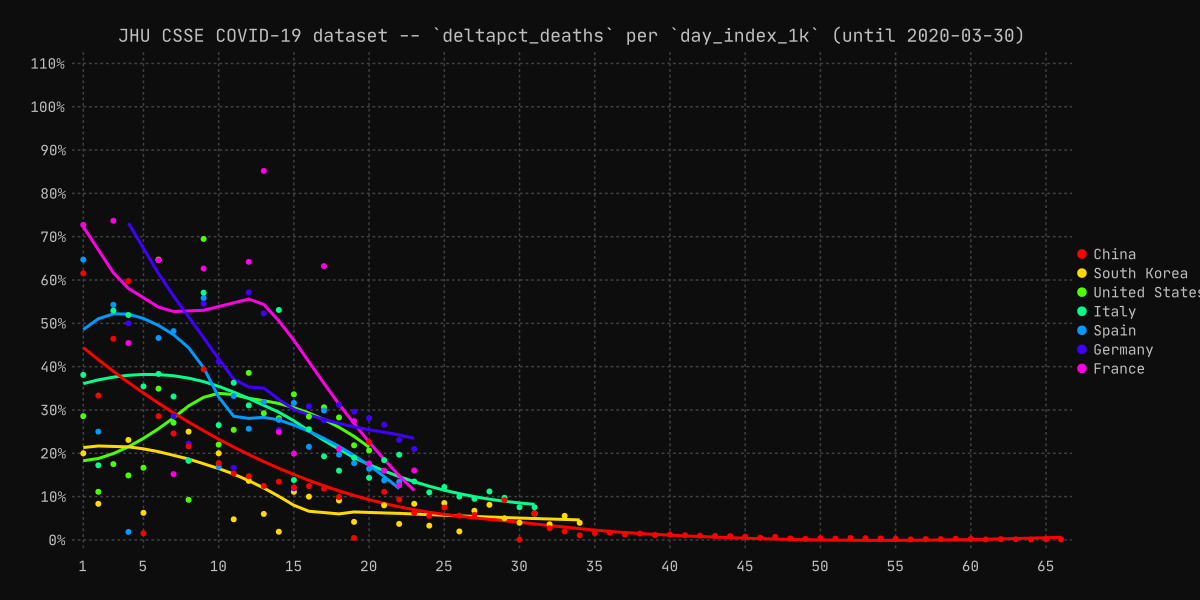 JHU CSSE COVID-19 dataset -- `deltapct_deaths` per `day_index_1k` (until 2020-03-30)
110%
100%
90%
80%
70%
60%
50%
40%
30%
20%
10%
0%
1 5 10 15 20 25 30 35 40 45 50 55 60 65
China
South Korea
United States
Italy
Spain
Germany
France